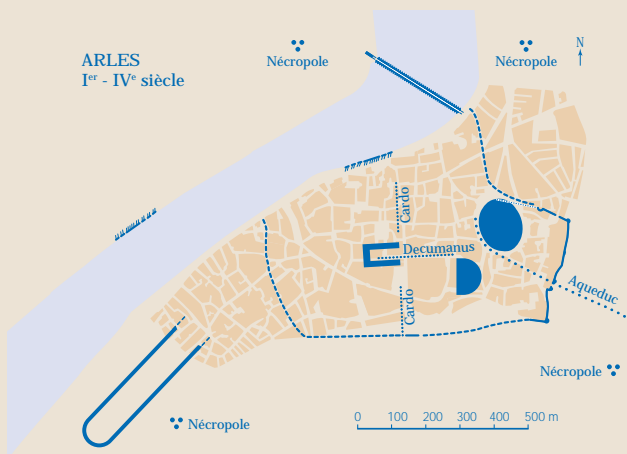 ARLES
Iᵉʳ - IVᵉ siècle
Nécropole
Nécropole
N
Cardo
Decumanus
Cardo
Aqueduc
Nécropole
Nécropole
0 100 200 300 400 500 m